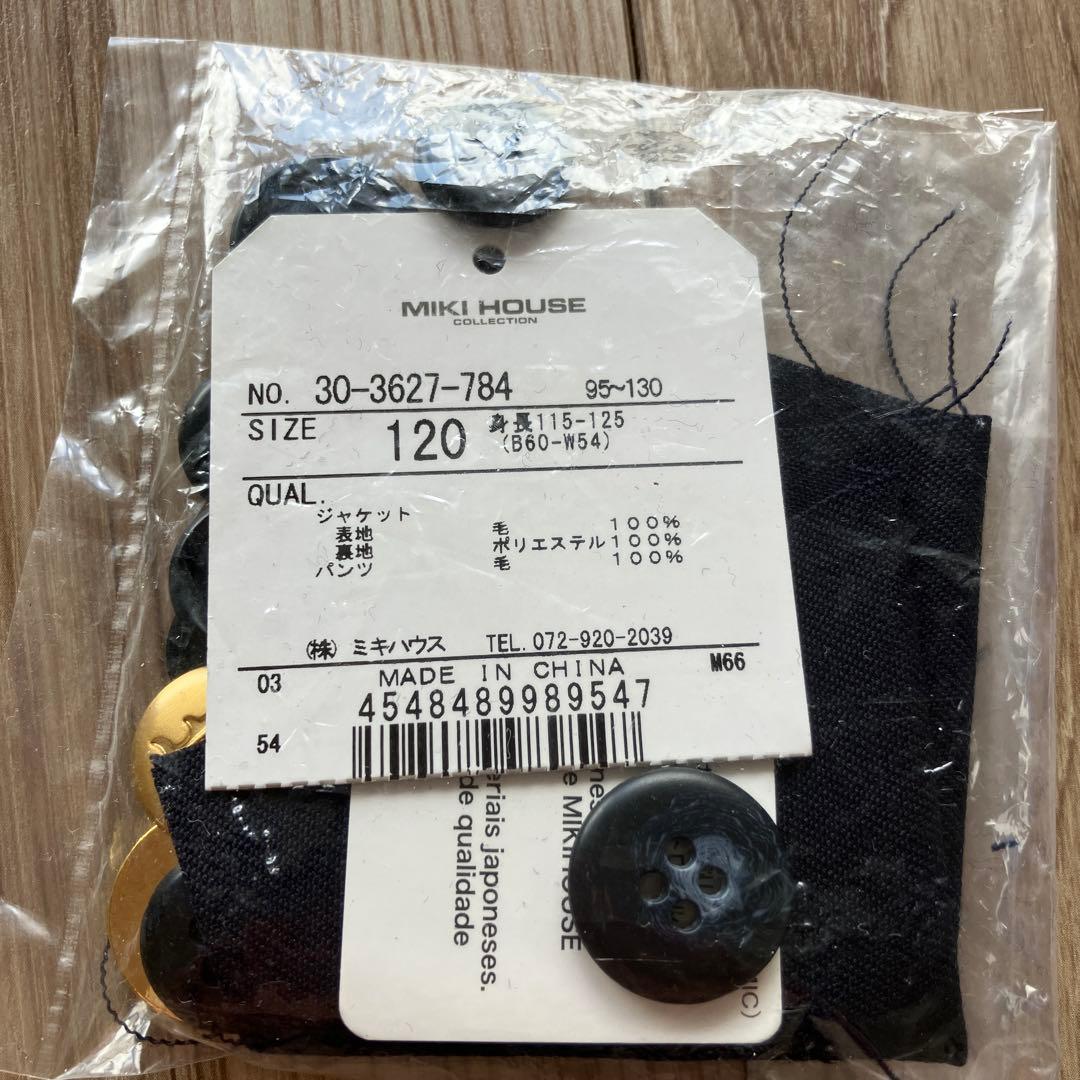 MIKI HOUSE
COLLECTION
NO. 30-3627-784 95~130
SIZE 120 身長115-125
(B60-W54)
QUAL.
ジャケット
表地 毛 100%
裏地 ポリエステル100%
パンツ 毛 100%
(株) ミキハウス TEL.072-920-2039
03 MADE IN CHINA M66
4548489989547
54
japoneses.
de qualidade
MIKIHOUSE